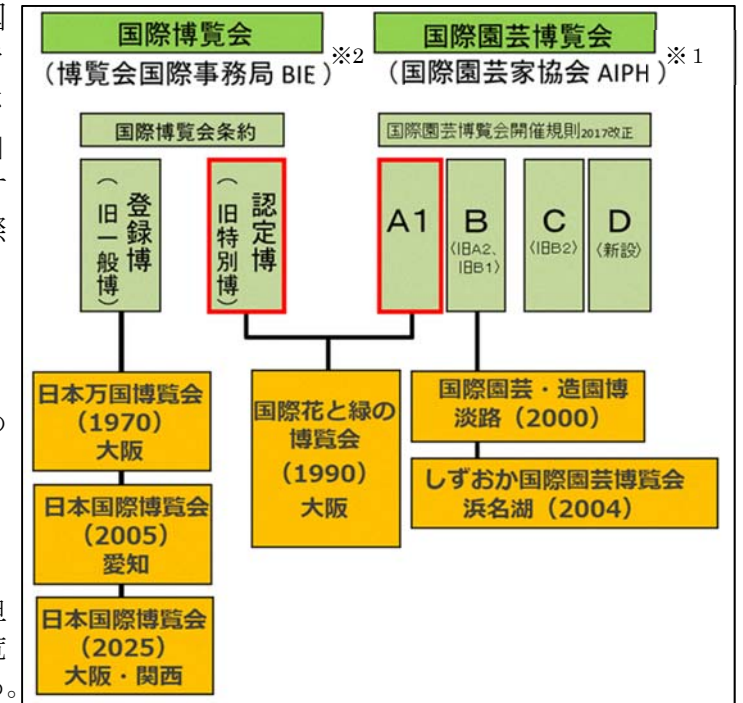 国際博覧会
(博覧会国際事務局 BIE) ※2
国際園芸博覧会
(国際園芸家協会 AIPH) ※1
国際博覧会条約
国際園芸博覧会開催規則2017改正
登録博
(旧一般博)
認定博
(旧特別博)
A1
B
〈旧A2、
旧B1〉
C
〈旧B2〉
D
〈新設〉
日本万国博覧会
(1970)
大阪
日本国際博覧会
(2005)
愛知
日本国際博覧会
(2025)
大阪・関西
国際花と緑の
博覧会
(1990)
大阪
国際園芸・造園博
淡路(2000)
しずおか国際園芸博覧会
浜名湖(2004)